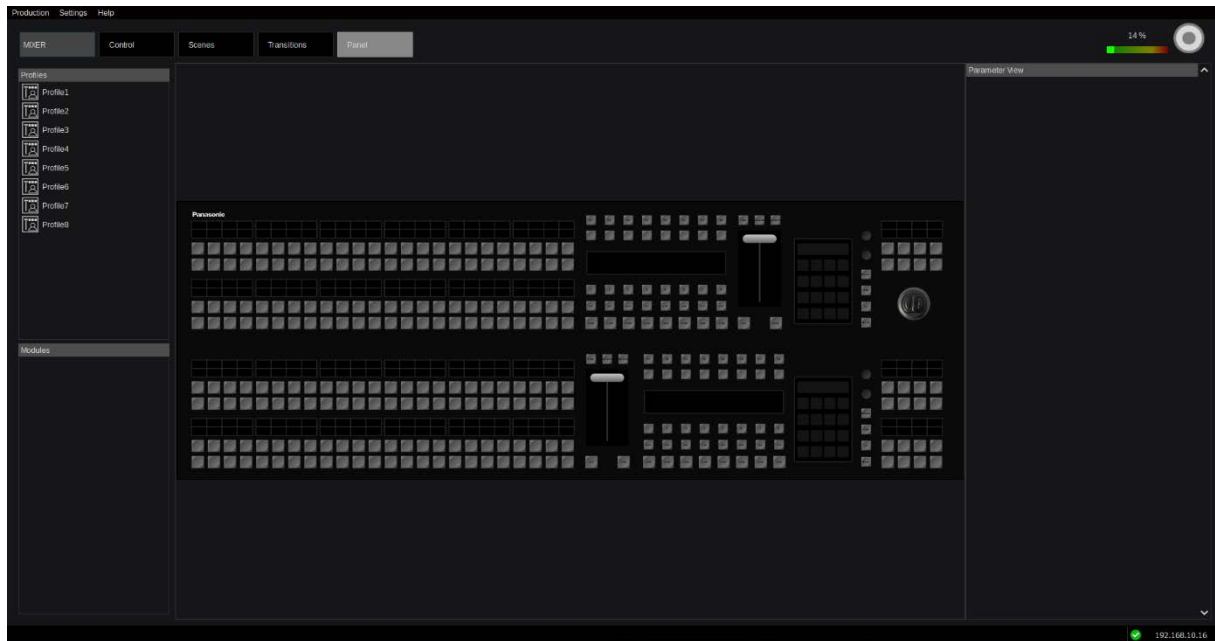 Production Settings Help
MIXER Control Scenes Transitions Panel
14 %
Profiles
Profile1
Profile2
Profile3
Profile4
Profile5
Profile6
Profile7
Profile8
Modules
Panasonic
Parameter View
192.168.10.16